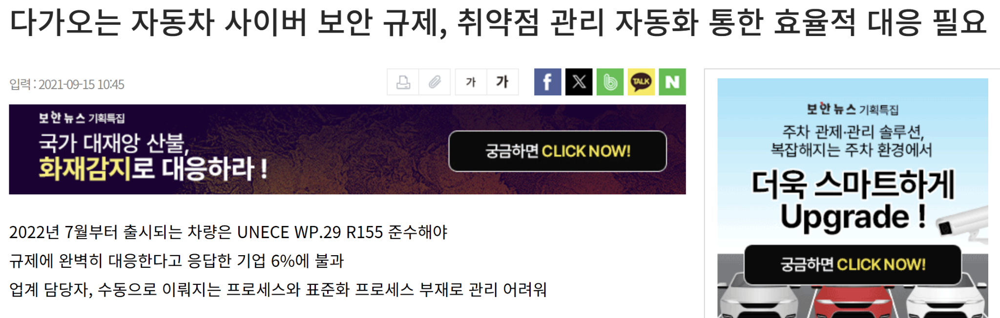 다가오는 자동차 사이버 보안 규제, 취약점 관리 자동화 통한 효율적 대응 필요
입력 : 2021-09-15 10:45
가 가 f X b TALK N
보안뉴스 기획특집
국가 대재앙 산불,
화재감지로 대응하라 !
궁금하면 CLICK NOW!
2022년 7월부터 출시되는 차량은 UNECE WP.29 R155 준수해야
규제에 완벽히 대응한다고 응답한 기업 6%에 불과
업계 담당자, 수동으로 이뤄지는 프로세스와 표준화 프로세스 부재로 관리 어려워
보안뉴스 기획특집
주차 관제·관리 솔루션,
복잡해지는 주차 환경에서
더욱 스마트하게
Upgrade !
궁금하면 CLICK NOW!